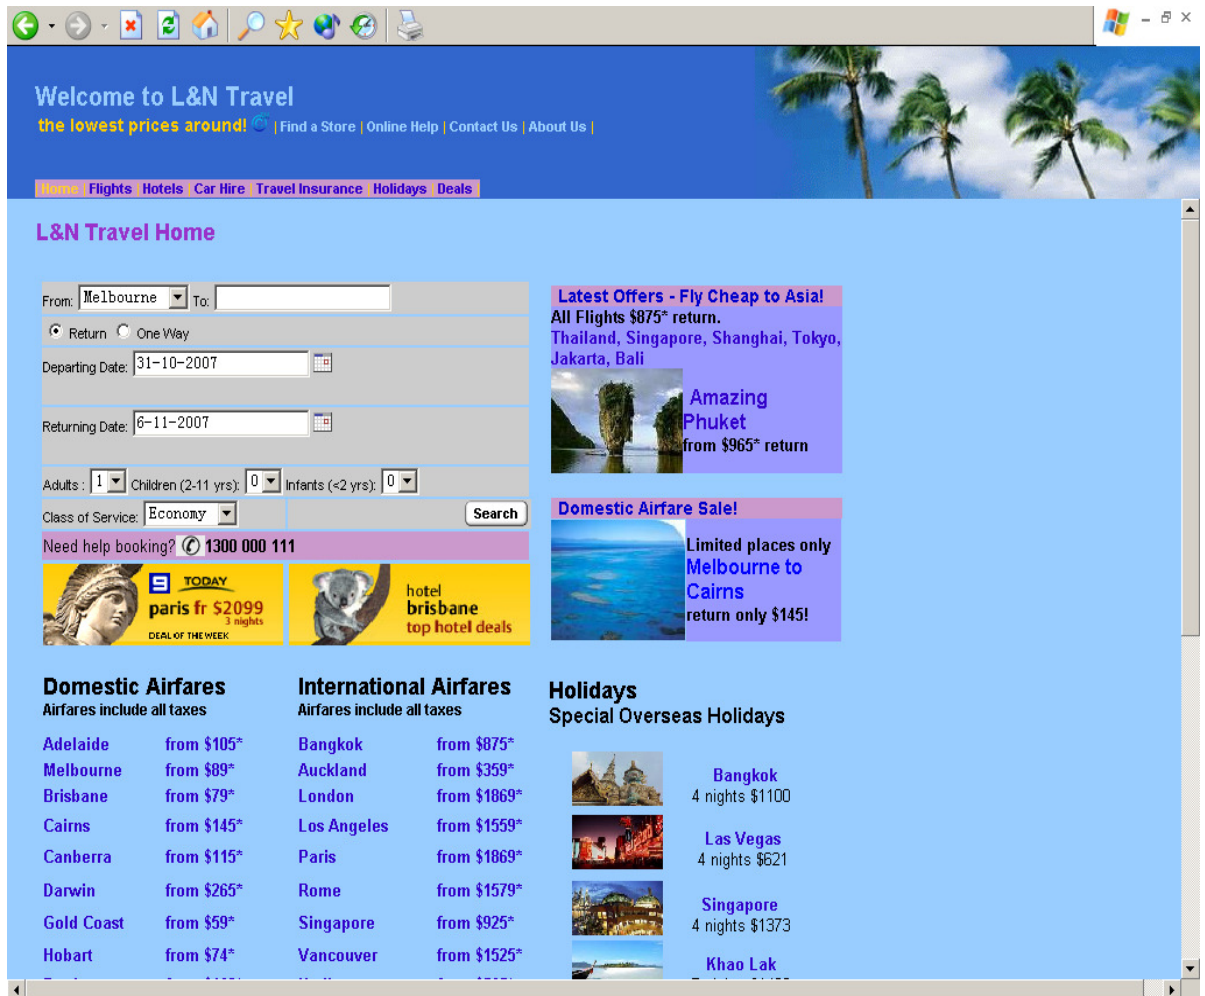 Welcome to L&N Travel
the lowest prices around! | Find a Store | Online Help | Contact Us | About Us |
| Home | Flights | Hotels | Car Hire | Travel Insurance | Holidays | Deals |
L&N Travel Home
From: Melbourne To:
Return One Way
Departing Date: 31-10-2007
Returning Date: 6-11-2007
Adults : 1 Children (2-11 yrs): 0 Infants (<2 yrs): 0
Class of Service: Economy Search
Need help booking? 1300 000 111
9 TODAY
paris fr $2099
3 nights
DEAL OF THE WEEK
hotel
brisbane
top hotel deals
Latest Offers - Fly Cheap to Asia!
All Flights $875* return.
Thailand, Singapore, Shanghai, Tokyo,
Jakarta, Bali
Amazing
Phuket
from $965* return
Domestic Airfare Sale!
Limited places only
Melbourne to
Cairns
return only $145!
Domestic Airfares
Airfares include all taxes
Adelaide from $105*
Melbourne from $89*
Brisbane from $79*
Cairns from $145*
Canberra from $115*
Darwin from $265*
Gold Coast from $59*
Hobart from $74*
International Airfares
Airfares include all taxes
Bangkok from $875*
Auckland from $359*
London from $1869*
Los Angeles from $1559*
Paris from $1869*
Rome from $1579*
Singapore from $925*
Vancouver from $1525*
Holidays
Special Overseas Holidays
Bangkok
4 nights $1100
Las Vegas
4 nights $621
Singapore
4 nights $1373
Khao Lak